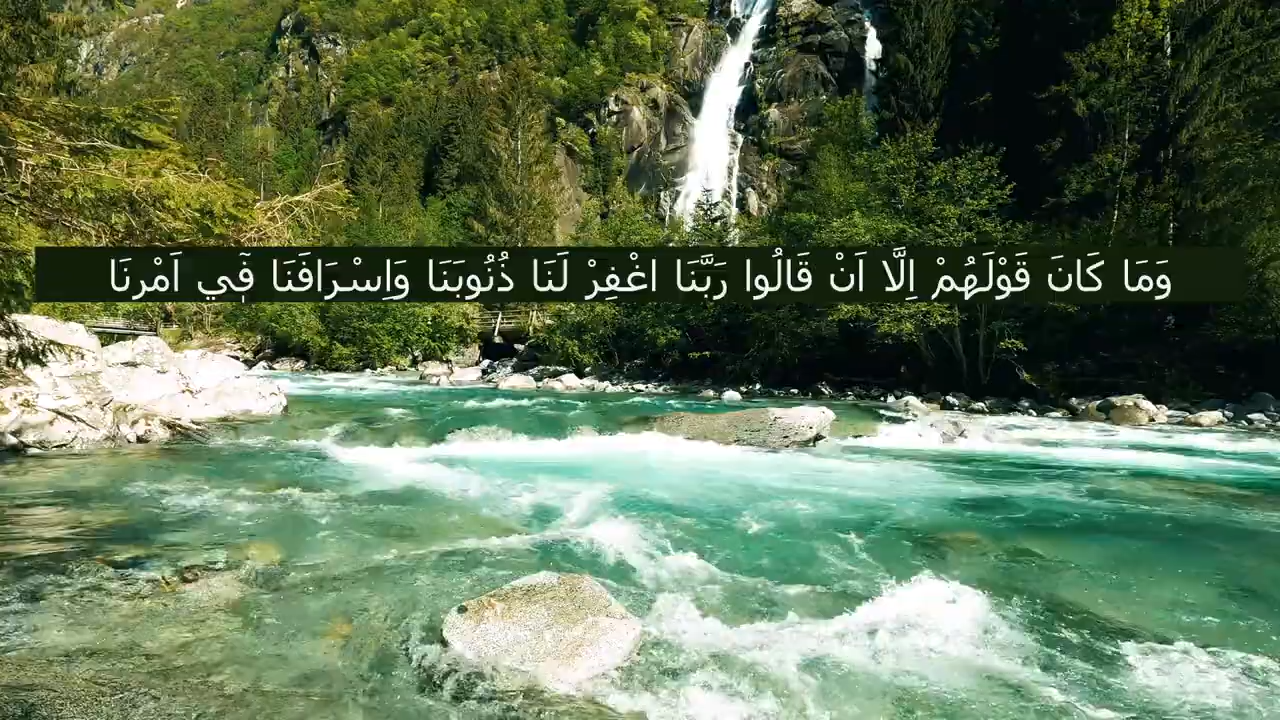 وَمَا كَانَ قَوْلَهُمْ اِلَّا اَنْ قَالُوا رَبَّنَا اغْفِرْ لَنَا ذُنُوبَنَا وَاِسْرَافَنَا فٖٓي اَمْرِنَا